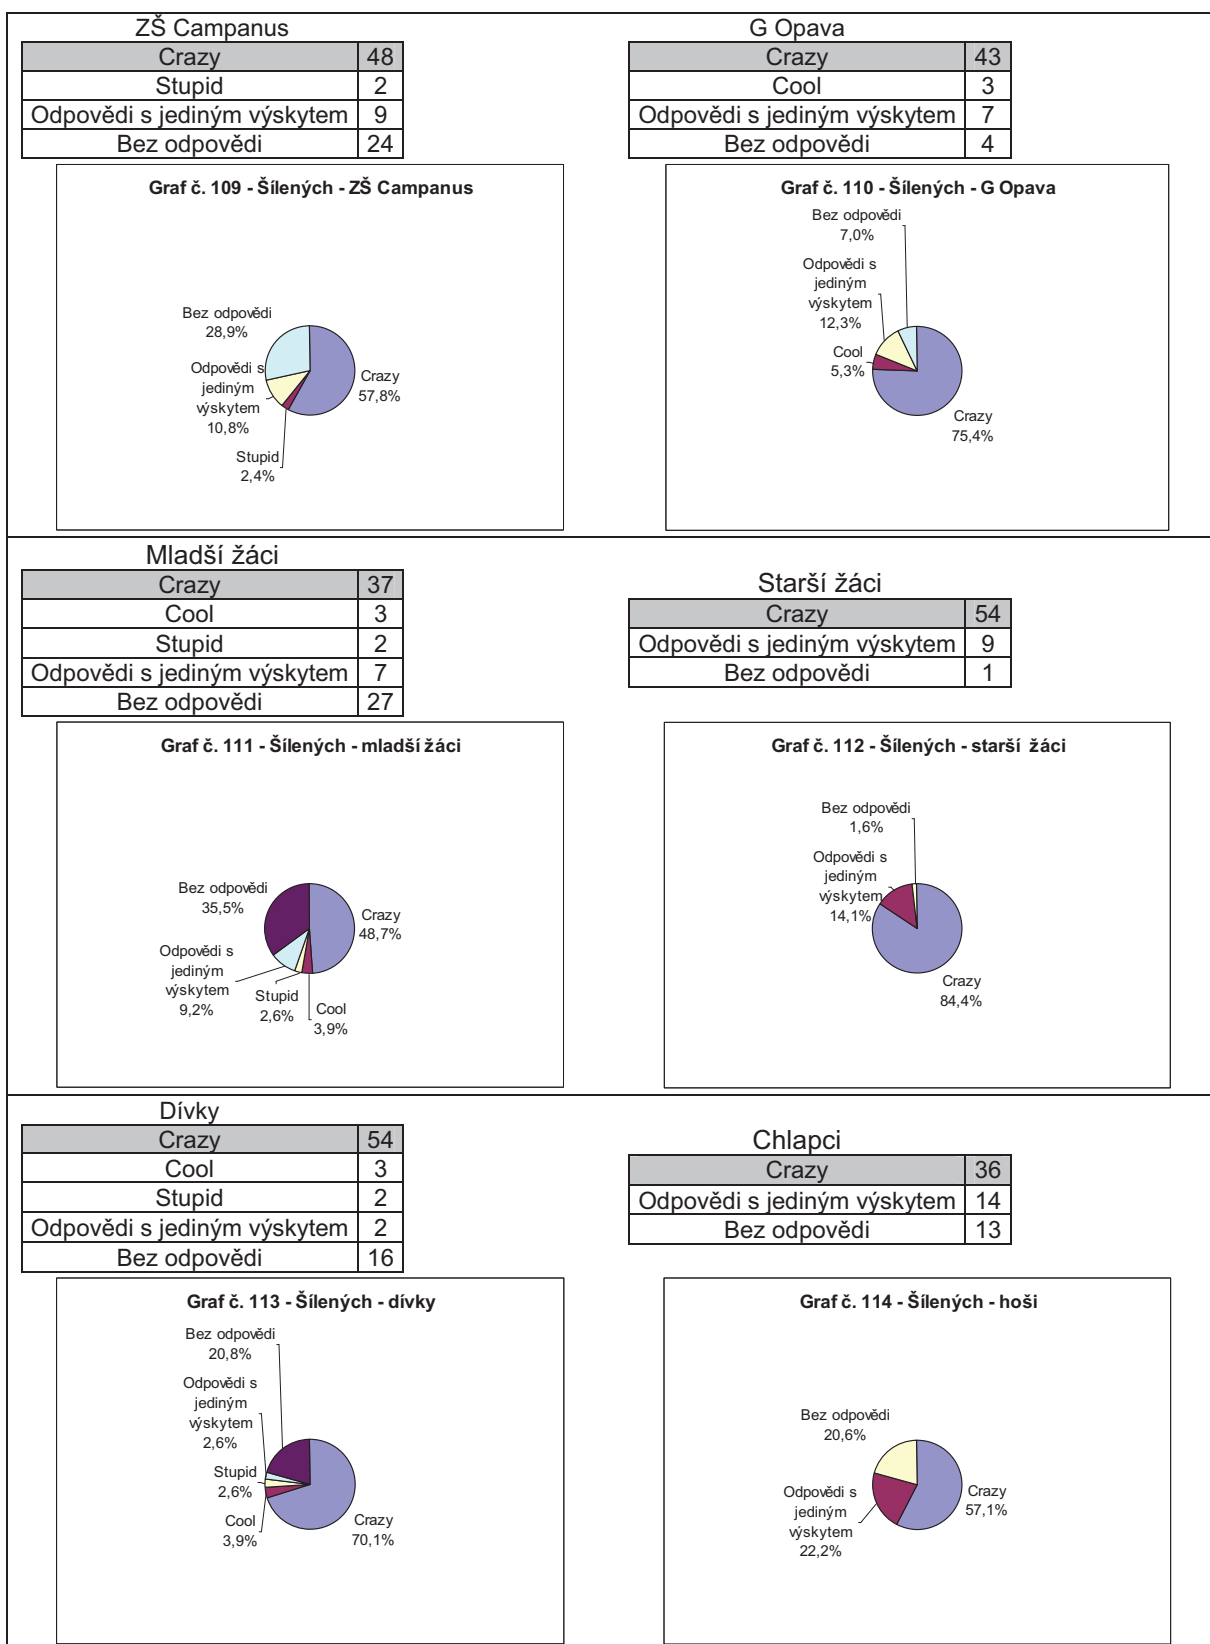 ZŠ Campanus
Crazy 48
Stupid 2
Odpovědi s jediným výskytem 9
Bez odpovědi 24
Graf č. 109 - Šílených - ZŠ Campanus
Bez odpovědi
28,9%
Odpovědi s
jediným
výskytem
10,8%
Stupid
2,4%
Crazy
57,8%
G Opava
Crazy 43
Cool 3
Odpovědi s jediným výskytem 7
Bez odpovědi 4
Graf č. 110 - Šílených - G Opava
Bez odpovědi
7,0%
Odpovědi s
jediným
výskytem
12,3%
Cool
5,3%
Crazy
75,4%
Mladší žáci
Crazy 37
Cool 3
Stupid 2
Odpovědi s jediným výskytem 7
Bez odpovědi 27
Graf č. 111 - Šílených - mladší žáci
Bez odpovědi
35,5%
Crazy
48,7%
Odpovědi s
jediným
výskytem
9,2%
Stupid
2,6%
Cool
3,9%
Starší žáci
Crazy 54
Odpovědi s jediným výskytem 9
Bez odpovědi 1
Graf č. 112 - Šílených - starší žáci
Bez odpovědi
1,6%
Odpovědi s
jediným
výskytem
14,1%
Crazy
84,4%
Dívky
Crazy 54
Cool 3
Stupid 2
Odpovědi s jediným výskytem 2
Bez odpovědi 16
Graf č. 113 - Šílených - dívky
Bez odpovědi
20,8%
Odpovědi s
jediným
výskytem
2,6%
Stupid
2,6%
Cool
3,9%
Crazy
70,1%
Chlapci
Crazy 36
Odpovědi s jediným výskytem 14
Bez odpovědi 13
Graf č. 114 - Šílených - hoši
Bez odpovědi
20,6%
Odpovědi s
jediným
výskytem
22,2%
Crazy
57,1%